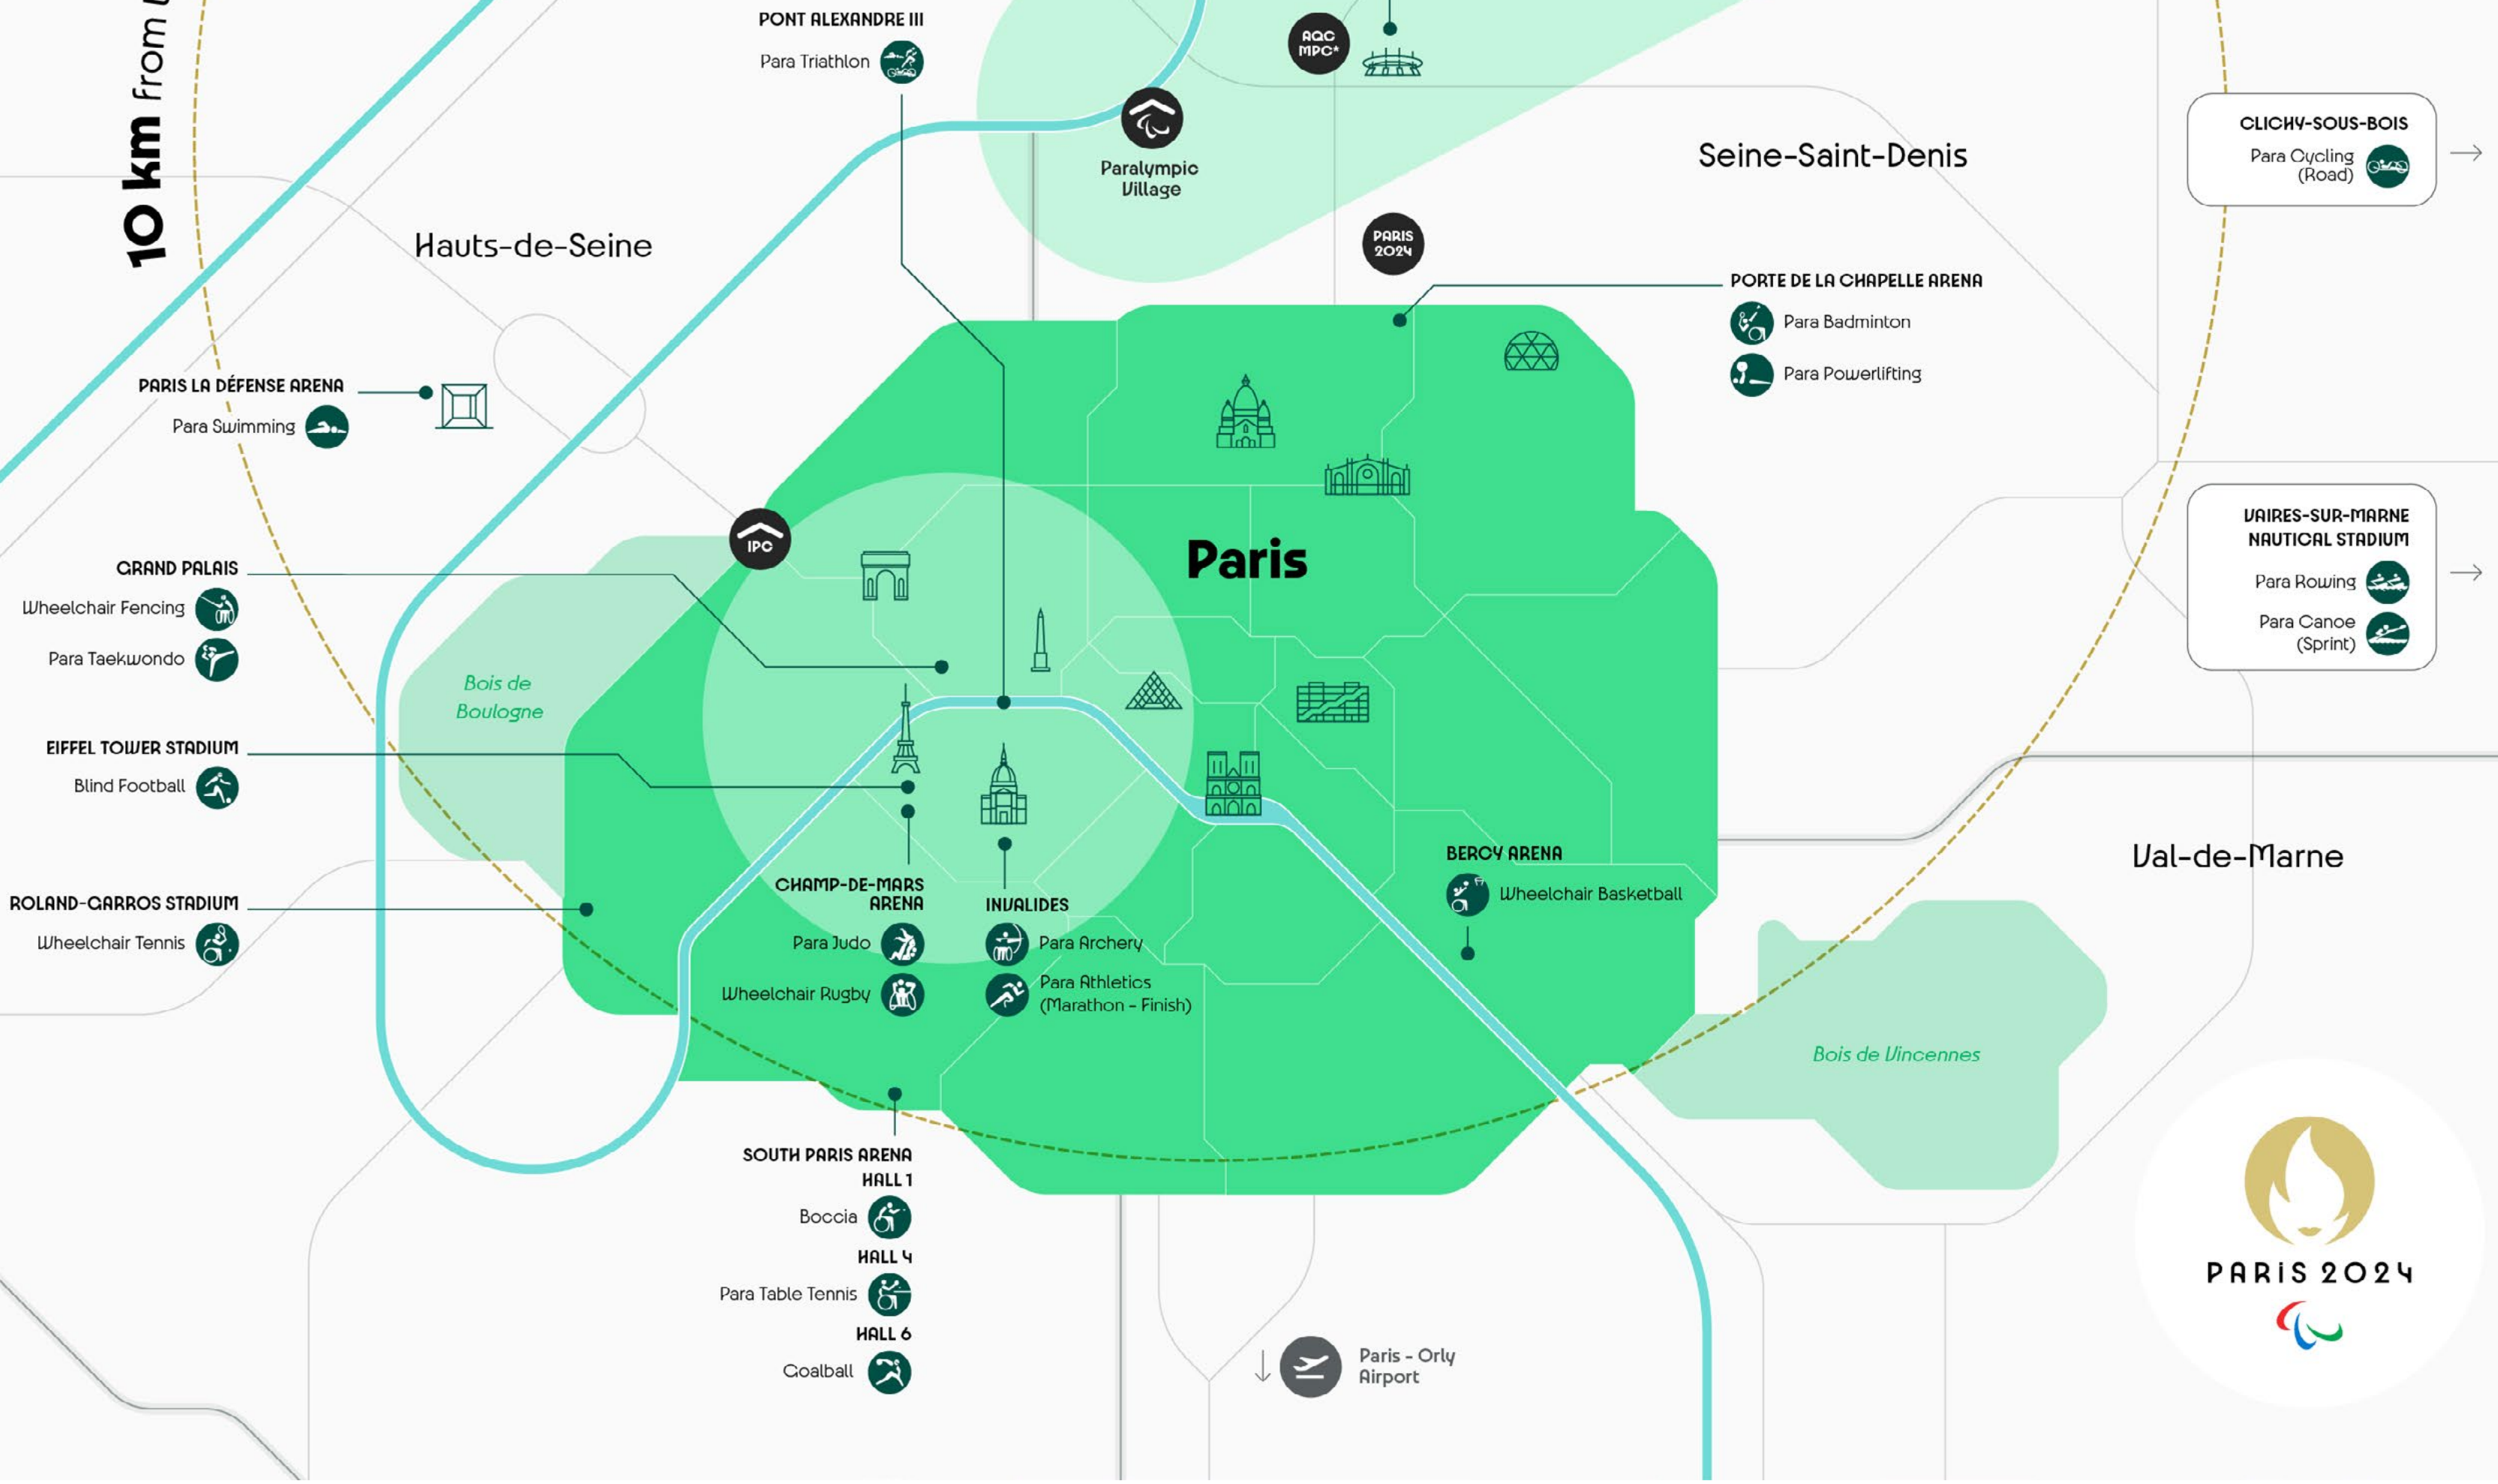 10 km from
PONT ALEXANDRE III
Para Triathlon
AQC
MPC*
Paralympic
Village
Seine-Saint-Denis
CLICHY-SOUS-BOIS
Para Cycling
(Road)
Hauts-de-Seine
PARIS
2024
PORTE DE LA CHAPELLE ARENA
Para Badminton
Para Powerlifting
PARIS LA DÉFENSE ARENA
Para Swimming
IPC
Paris
VAIRES-SUR-MARNE
NAUTICAL STADIUM
Para Rowing
Para Canoe
(Sprint)
GRAND PALAIS
Wheelchair Fencing
Para Taekwondo
Bois de
Boulogne
EIFFEL TOWER STADIUM
Blind Football
ROLAND-GARROS STADIUM
Wheelchair Tennis
CHAMP-DE-MARS
ARENA
Para Judo
Wheelchair Rugby
INVALIDES
Para Archery
Para Athletics
(Marathon - Finish)
BERCY ARENA
Wheelchair Basketball
Val-de-Marne
Bois de Vincennes
SOUTH PARIS ARENA
HALL 1
Boccia
HALL 4
Para Table Tennis
HALL 6
Goalball
Paris - Orly
Airport
PARIS 2024